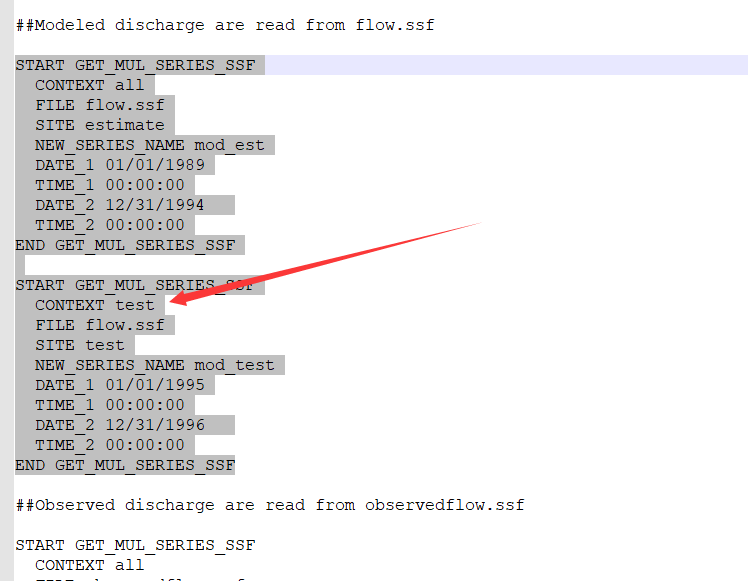 ##Modeled discharge are read from flow.ssf
START GET_MUL_SERIES_SSF
CONTEXT all
FILE flow.ssf
SITE estimate
NEW_SERIES_NAME mod_est
DATE_1 01/01/1989
TIME_1 00:00:00
DATE_2 12/31/1994
TIME_2 00:00:00
END GET_MUL_SERIES_SSF
START GET_MUL_SERIES_SSF
CONTEXT test
FILE flow.ssf
SITE test
NEW_SERIES_NAME mod_test
DATE_1 01/01/1995
TIME_1 00:00:00
DATE_2 12/31/1996
TIME_2 00:00:00
END GET_MUL_SERIES_SSF
##Observed discharge are read from observedflow.ssf
START GET_MUL_SERIES_SSF
CONTEXT all